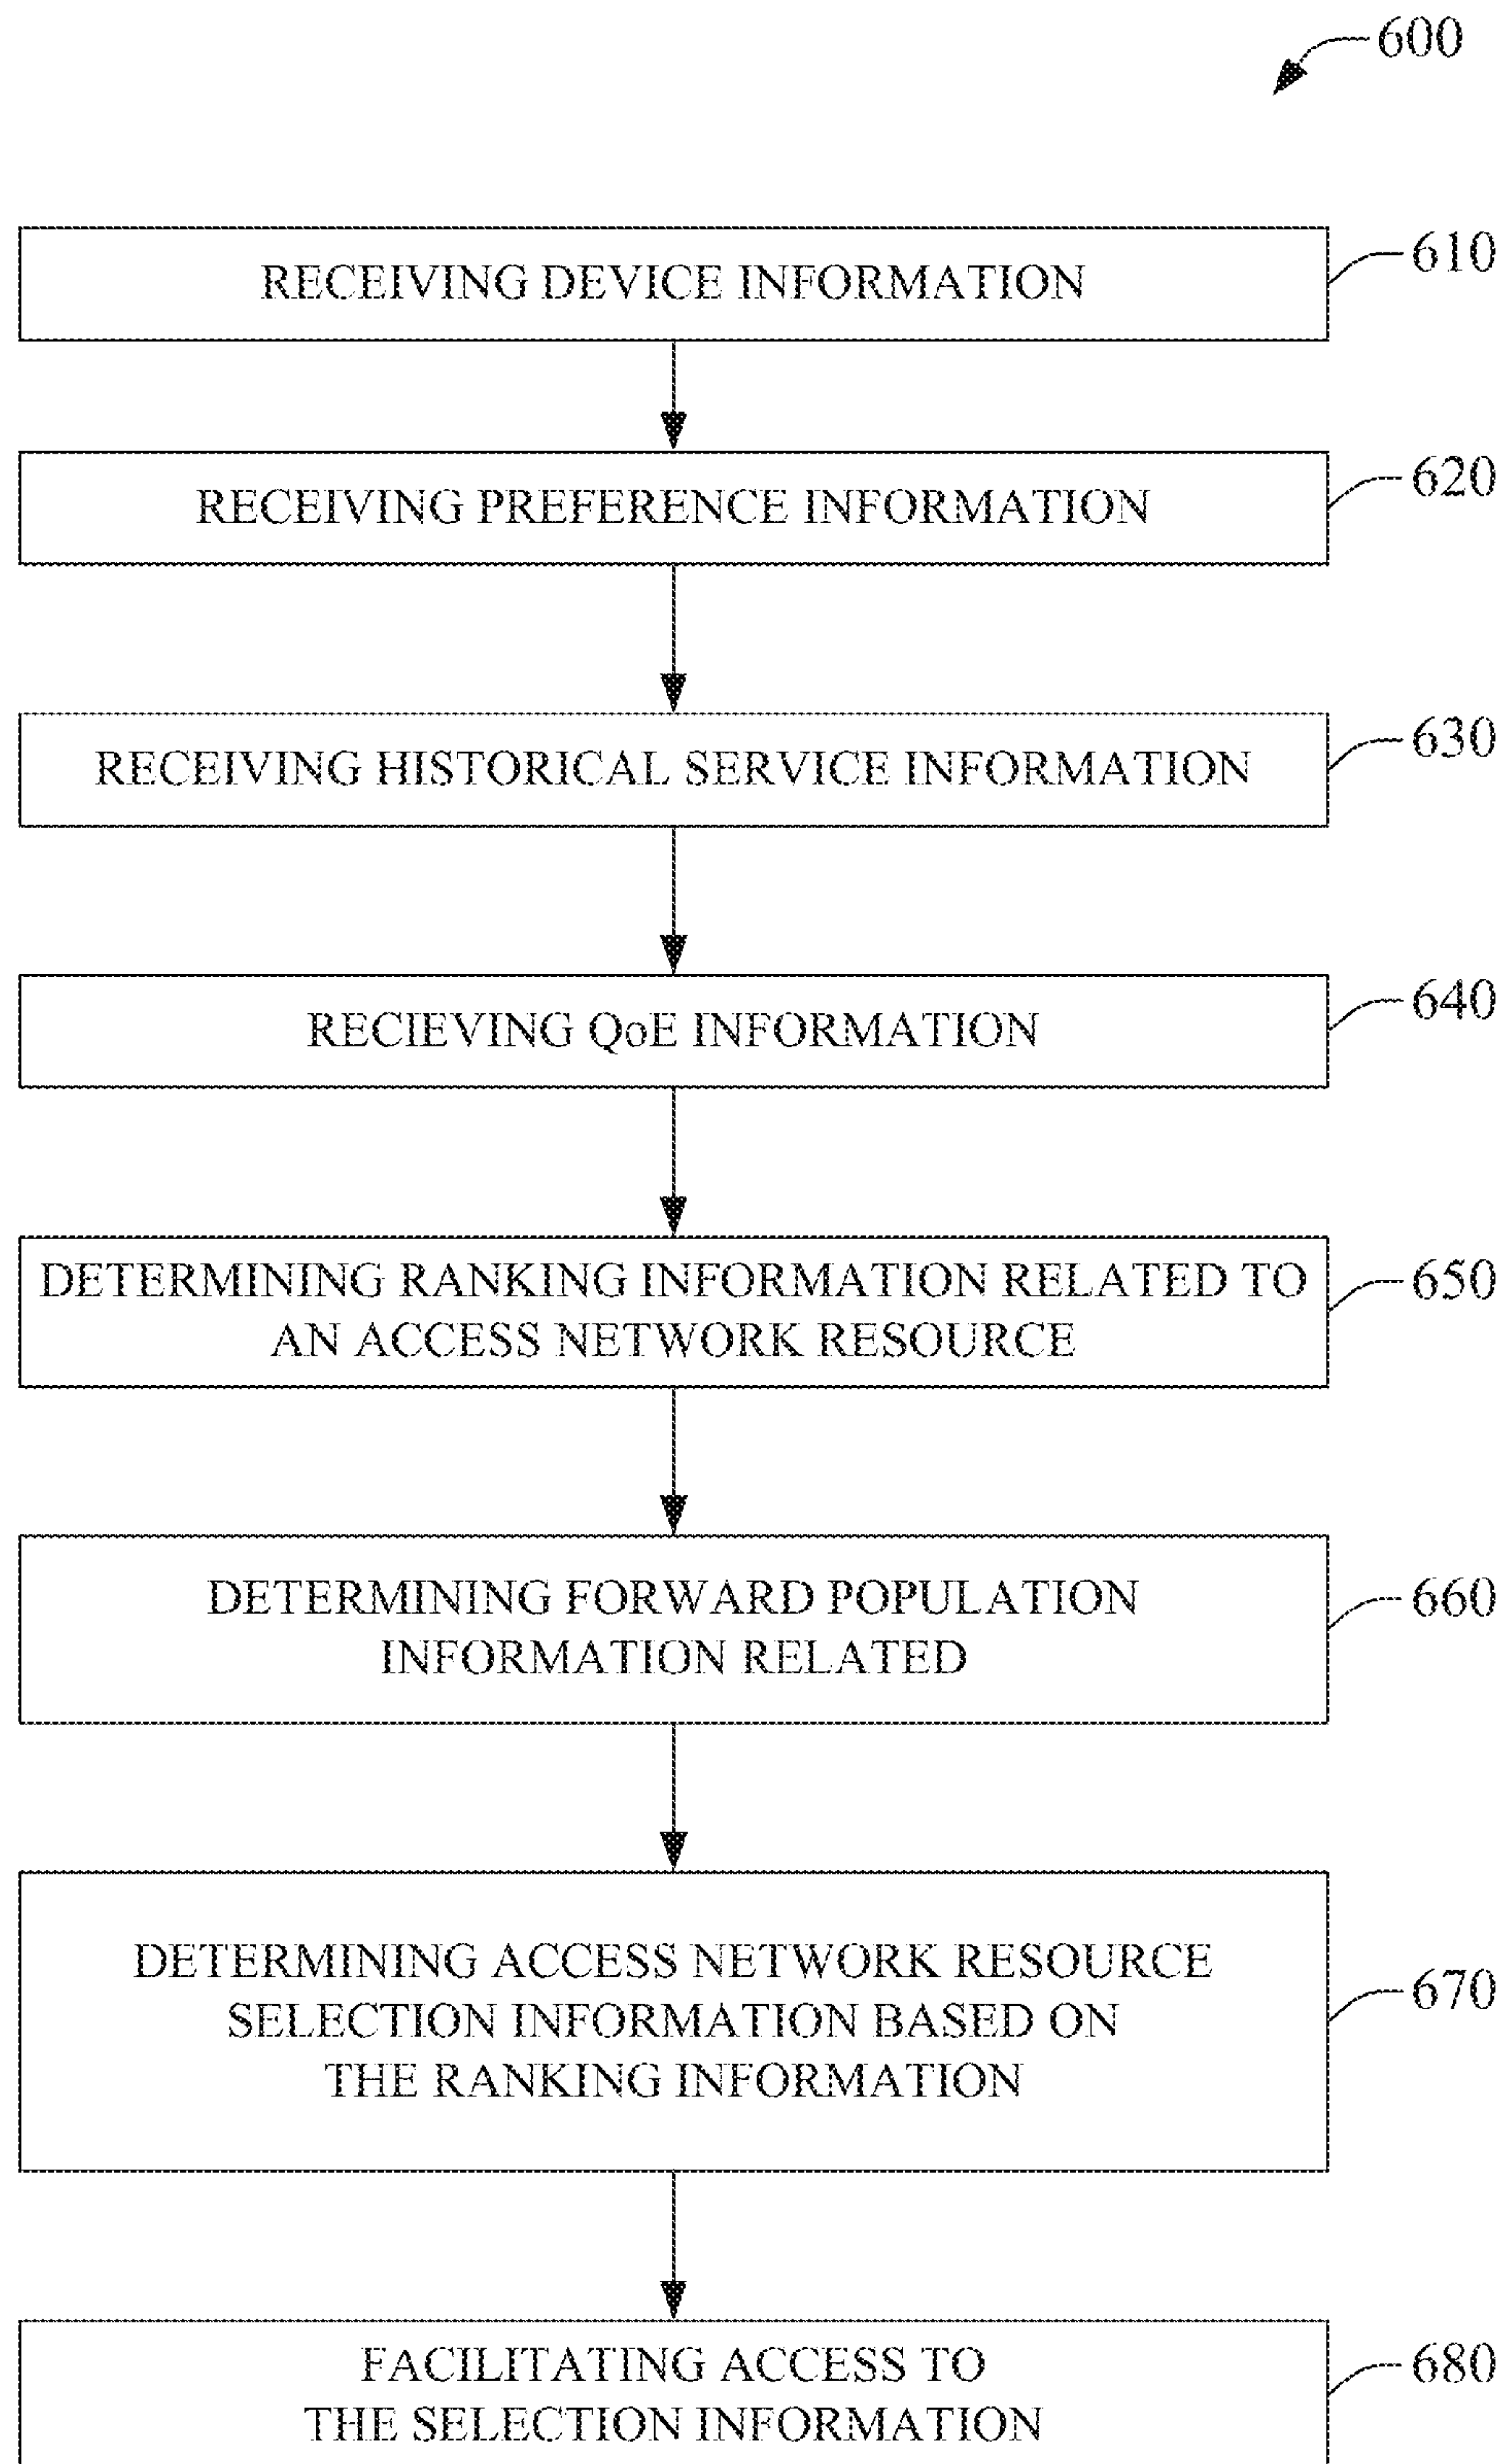 600
RECEIVING DEVICE INFORMATION
610
RECEIVING PREFERENCE INFORMATION
620
RECEIVING HISTORICAL SERVICE INFORMATION
630
RECIEVING QoE INFORMATION
640
DETERMINING RANKING INFORMATION RELATED TO
AN ACCESS NETWORK RESOURCE
650
DETERMINING FORWARD POPULATION
INFORMATION RELATED
660
DETERMINING ACCESS NETWORK RESOURCE
SELECTION INFORMATION BASED ON
THE RANKING INFORMATION
670
FACILITATING ACCESS TO
THE SELECTION INFORMATION
680